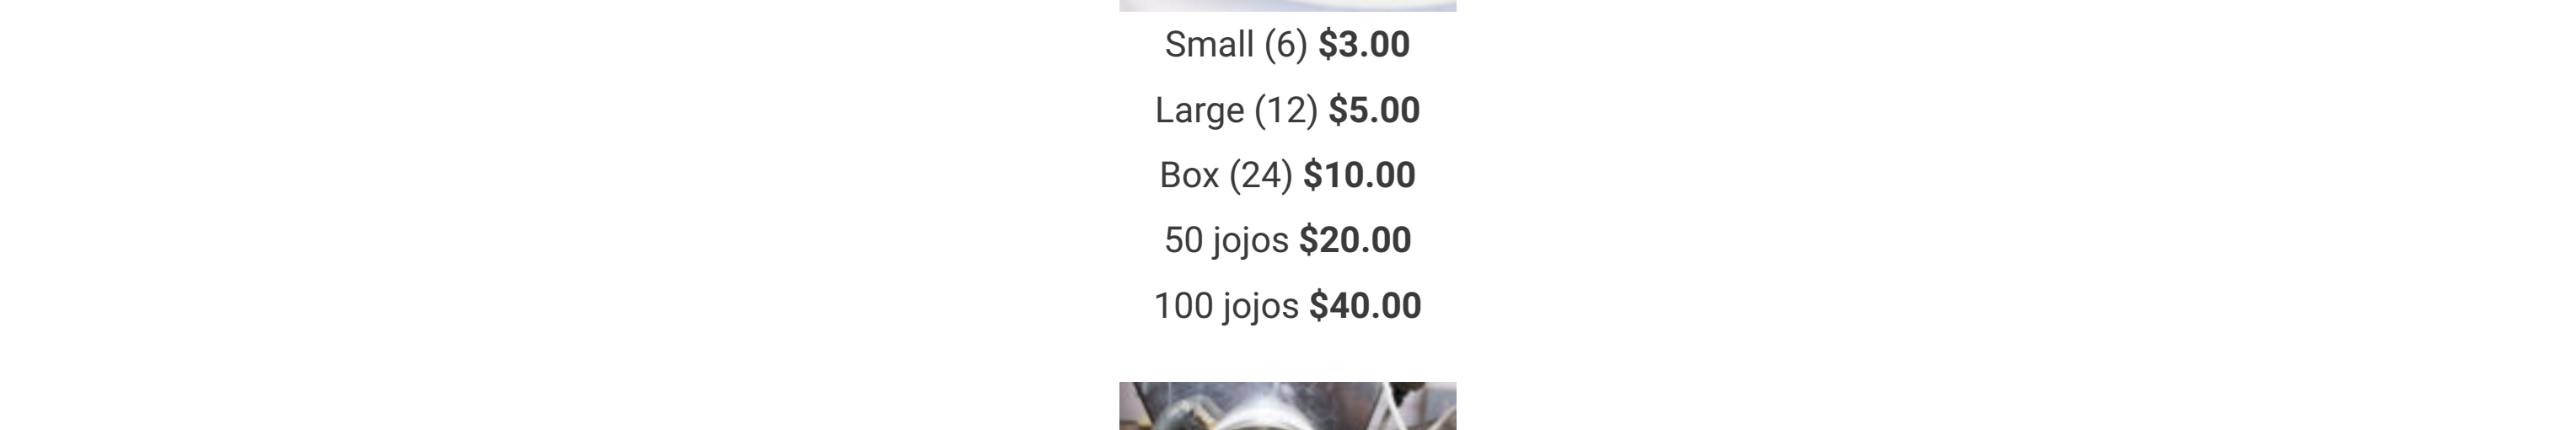 Small (6) $3.00
Large (12) $5.00
Box (24) $10.00
50 jojos $20.00
100 jojos $40.00